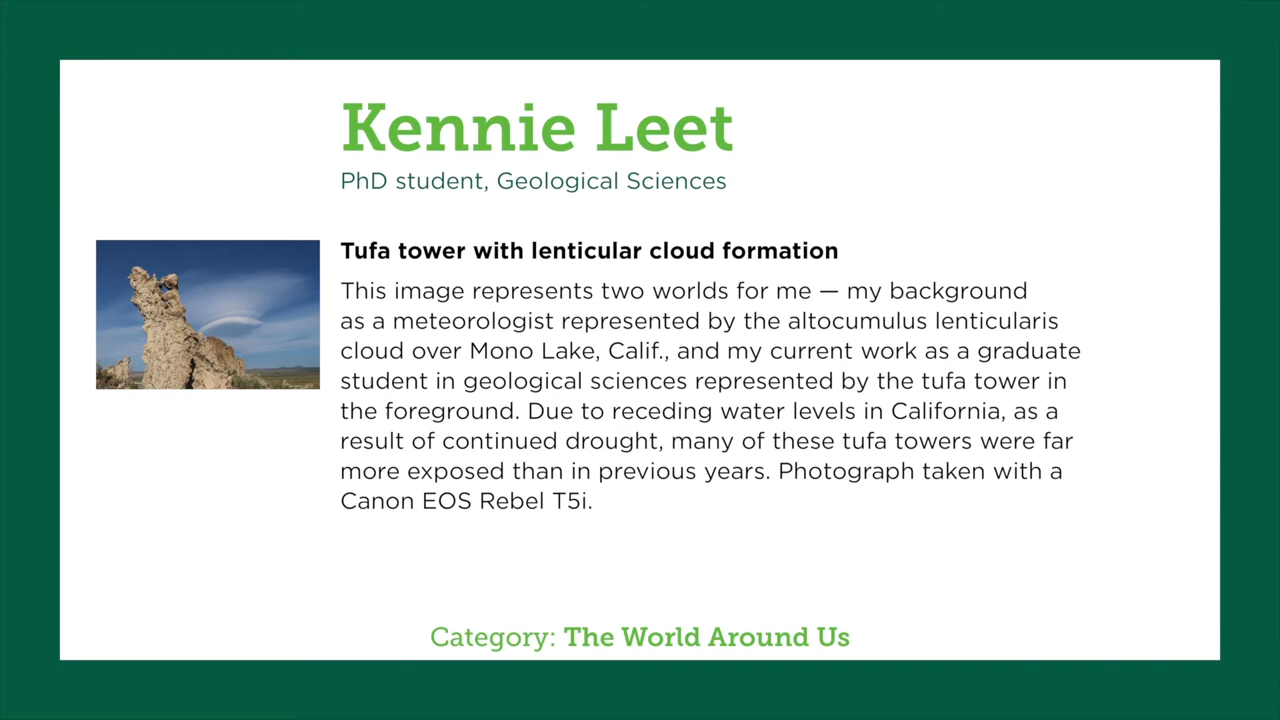 Kennie Leet
PhD student, Geological Sciences
Tufa tower with lenticular cloud formation
This image represents two worlds for me — my background
as a meteorologist represented by the altocumulus lenticularis
cloud over Mono Lake, Calif., and my current work as a graduate
student in geological sciences represented by the tufa tower in
the foreground. Due to receding water levels in California, as a
result of continued drought, many of these tufa towers were far
more exposed than in previous years. Photograph taken with a
Canon EOS Rebel T5i.
Category: The World Around Us